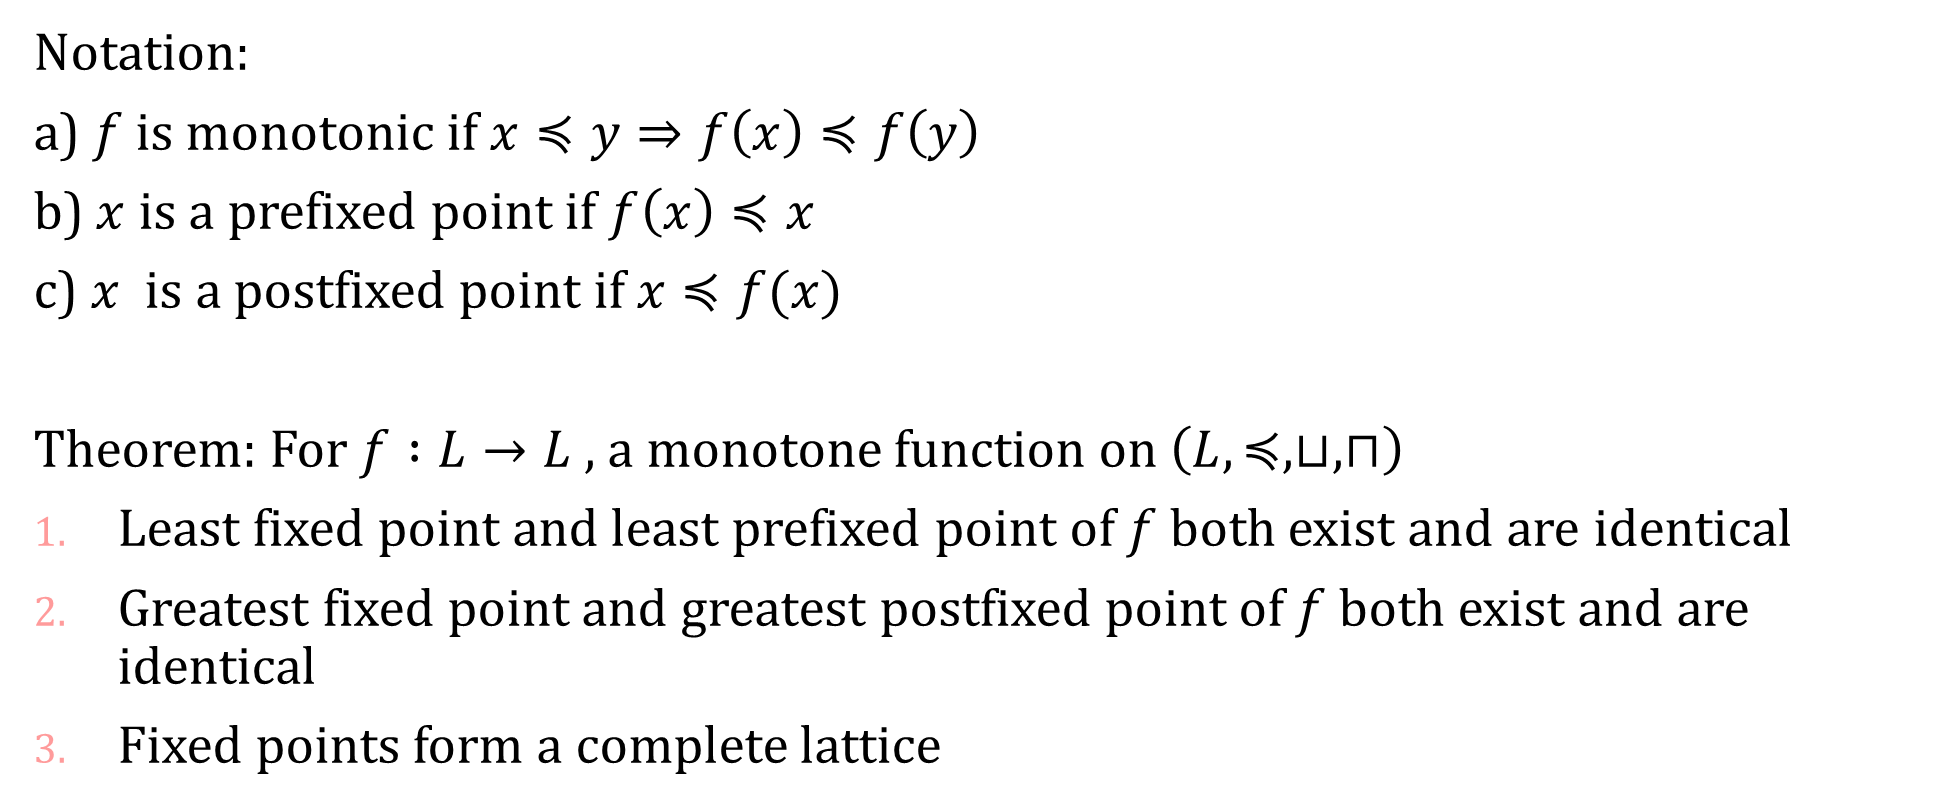 Notation:
a) f is monotonic if x ≼ y ⇒ f(x) ≼ f(y)
b) x is a prefixed point if f(x) ≼ x
c) x is a postfixed point if x ≼ f(x)
Theorem: For f : L → L , a monotone function on (L, ≼,⊔,⊓)
1. Least fixed point and least prefixed point of f both exist and are identical
2. Greatest fixed point and greatest postfixed point of f both exist and are
identical
3. Fixed points form a complete lattice